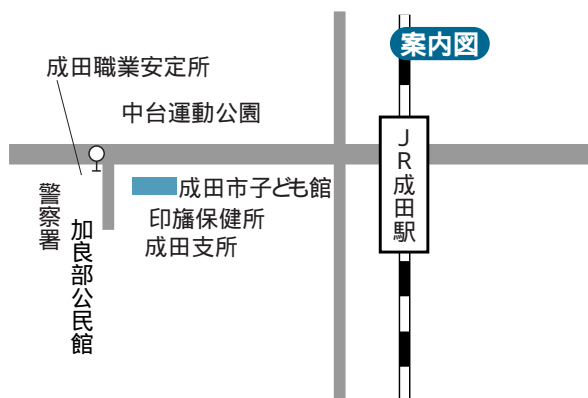 案内図
成田職業安定所
中台運動公園
JR成田駅
成田市子ども館
印旛保健所
成田支所
警察署
加良部公民館